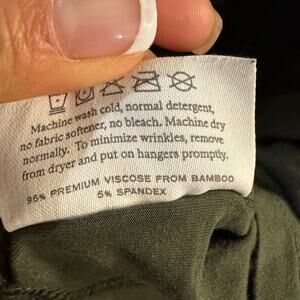 Machine wash cold, normal detergent,
no fabric softener, no bleach. Machine dry
normally. To minimize wrinkles, remove
from dryer and put on hangers promptly.
95% PREMIUM VISCOSE FROM BAMBOO
5% SPANDEX